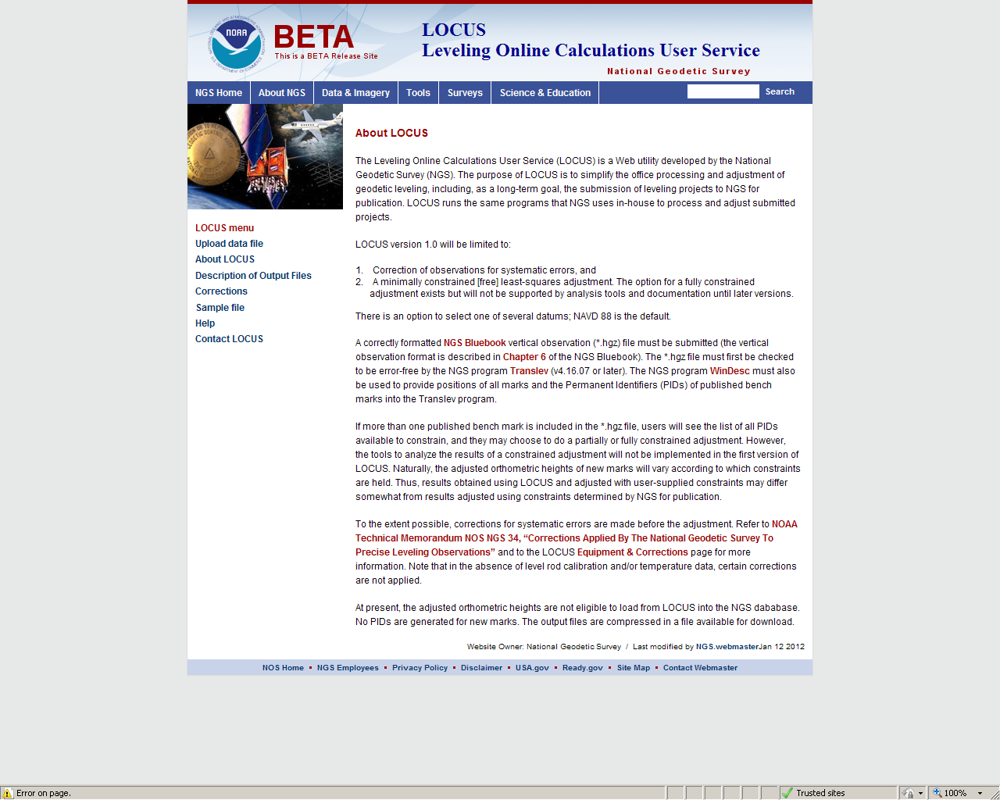 NOAA
BETA
This is a BETA Release Site
LOCUS
Leveling Online Calculations User Service
National Geodetic Survey
NGS Home About NGS Data & Imagery Tools Surveys Science & Education Search
LOCUS menu
Upload data file
About LOCUS
Description of Output Files
Corrections
Sample file
Help
Contact LOCUS
About LOCUS
The Leveling Online Calculations User Service (LOCUS) is a Web utility developed by the National
Geodetic Survey (NGS). The purpose of LOCUS is to simplify the office processing and adjustment of
geodetic leveling, including, as a long-term goal, the submission of leveling projects to NGS for
publication. LOCUS runs the same programs that NGS uses in-house to process and adjust submitted
projects.
LOCUS version 1.0 will be limited to:
1. Correction of observations for systematic errors, and
2. A minimally constrained [free] least-squares adjustment. The option for a fully constrained
adjustment exists but will not be supported by analysis tools and documentation until later versions.
There is an option to select one of several datums; NAVD 88 is the default.
A correctly formatted NGS Bluebook vertical observation (*.hgz) file must be submitted (the vertical
observation format is described in Chapter 6 of the NGS Bluebook). The *.hgz file must first be checked
to be error-free by the NGS program Translev (v4.16.07 or later). The NGS program WinDesc must also
be used to provide positions of all marks and the Permanent Identifiers (PIDs) of published bench
marks into the Translev program.
If more than one published bench mark is included in the *.hgz file, users will see the list of all PIDs
available to constrain, and they may choose to do a partially or fully constrained adjustment. However,
the tools to analyze the results of a constrained adjustment will not be implemented in the first version of
LOCUS. Naturally, the adjusted orthometric heights of new marks will vary according to which constraints
are held. Thus, results obtained using LOCUS and adjusted with user-supplied constraints may differ
somewhat from results adjusted using constraints determined by NGS for publication.
To the extent possible, corrections for systematic errors are made before the adjustment. Refer to NOAA
Technical Memorandum NOS NGS 34, “Corrections Applied By The National Geodetic Survey To
Precise Leveling Observations” and to the LOCUS Equipment & Corrections page for more
information. Note that in the absence of level rod calibration and/or temperature data, certain corrections
are not applied.
At present, the adjusted orthometric heights are not eligible to load from LOCUS into the NGS dababase.
No PIDs are generated for new marks. The output files are compressed in a file available for download.
Website Owner: National Geodetic Survey / Last modified by NGS.webmasterJan 12 2012
NOS Home ▪ NGS Employees ▪ Privacy Policy ▪ Disclaimer ▪ USA.gov ▪ Ready.gov ▪ Site Map ▪ Contact Webmaster
Error on page. Trusted sites 100%